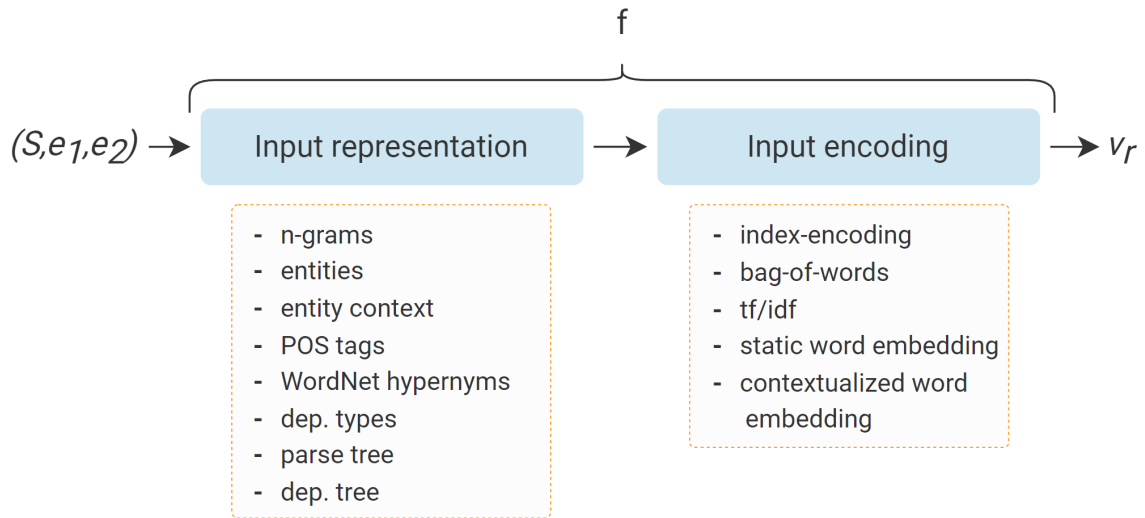 f
(S,e1,e2)
Input representation
Input encoding
vr
- n-grams
- entities
- entity context
- POS tags
- WordNet hypernyms
- dep. types
- parse tree
- dep. tree
- index-encoding
- bag-of-words
- tf/idf
- static word embedding
- contextualized word
embedding